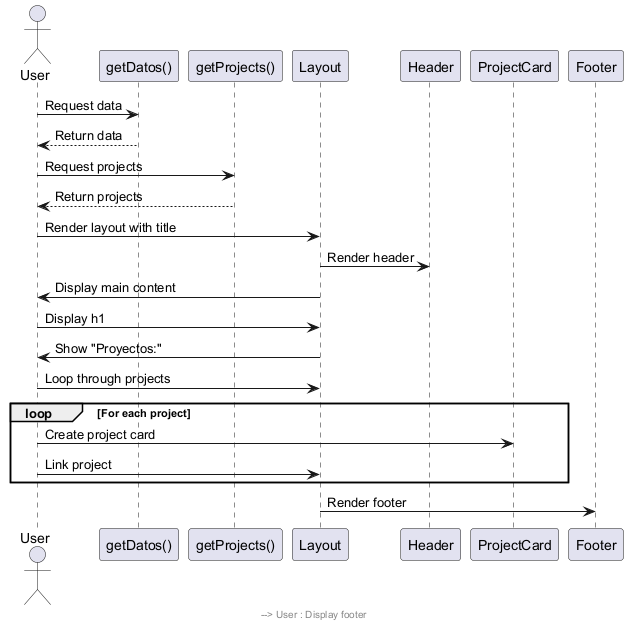 User
getDatos()
getProjects()
Layout
Header
ProjectCard
Footer
Request data
Return data
Request projects
Return projects
Render layout with title
Render header
Display main content
Display h1
Show "Proyectos:"
Loop through projects
loop
[For each project]
Create project card
Link project
Render footer
User
getDatos()
getProjects()
Layout
Header
ProjectCard
Footer
--> User : Display footer